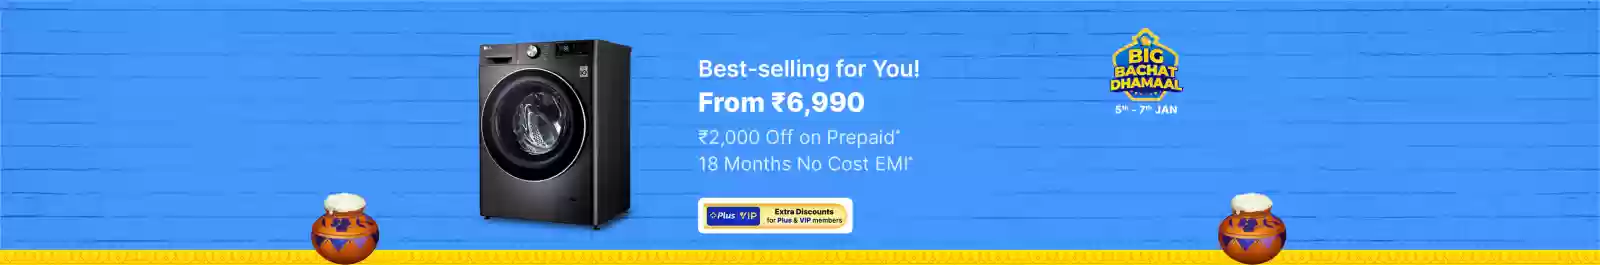 LG
Best-selling for You!
From ₹6,990
₹2,000 Off on Prepaid*
18 Months No Cost EMI*
Plus VIP
Extra Discounts
for Plus & VIP members
BIG
BACHAT
DHAMAAL
5th - 7th JAN